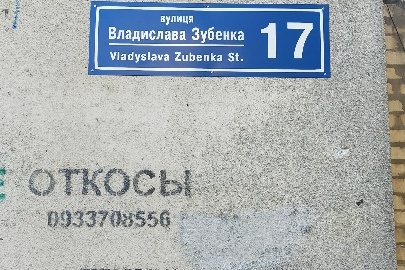 вулиця
Владислава Зубенка
Vladyslava Zubenka St.
17
ОТКОСЫ
0933708556